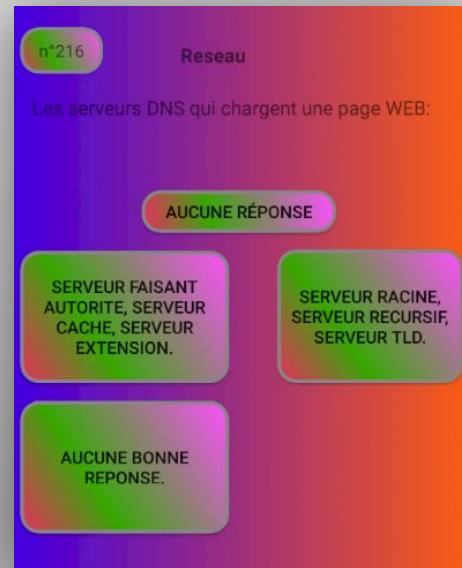 n°216
Reseau
Les serveurs DNS qui chargent une page WEB:
AUCUNE RÉPONSE
SERVEUR FAISANT
AUTORITE, SERVEUR
CACHE, SERVEUR
EXTENSION.
SERVEUR RACINE,
SERVEUR RECURSIF,
SERVEUR TLD.
AUCUNE BONNE
REPONSE.